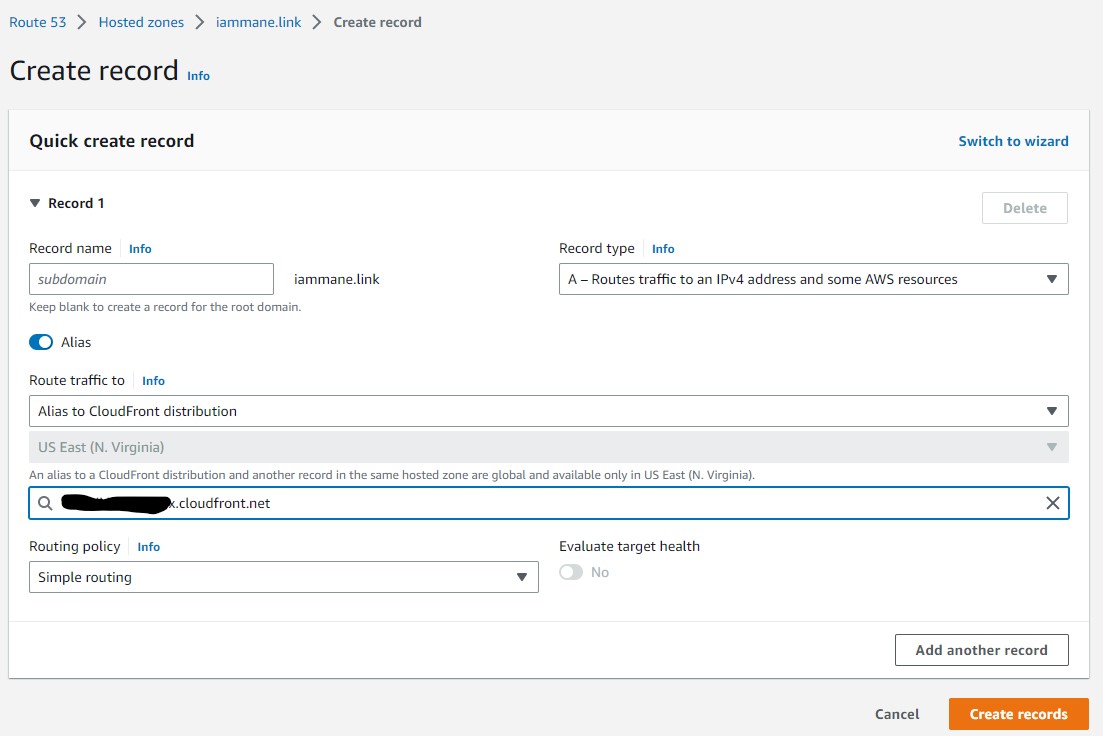 Route 53 > Hosted zones > iammane.link > Create record
Create record Info
Quick create record Switch to wizard
▼ Record 1 Delete
Record name Info Record type Info
subdomain iammane.link A – Routes traffic to an IPv4 address and some AWS resources
Keep blank to create a record for the root domain.
Alias
Route traffic to Info
Alias to CloudFront distribution
US East (N. Virginia)
An alias to a CloudFront distribution and another record in the same hosted zone are global and available only in US East (N. Virginia).
x.cloudfront.net
Routing policy Info Evaluate target health
Simple routing No
Add another record
Cancel Create records